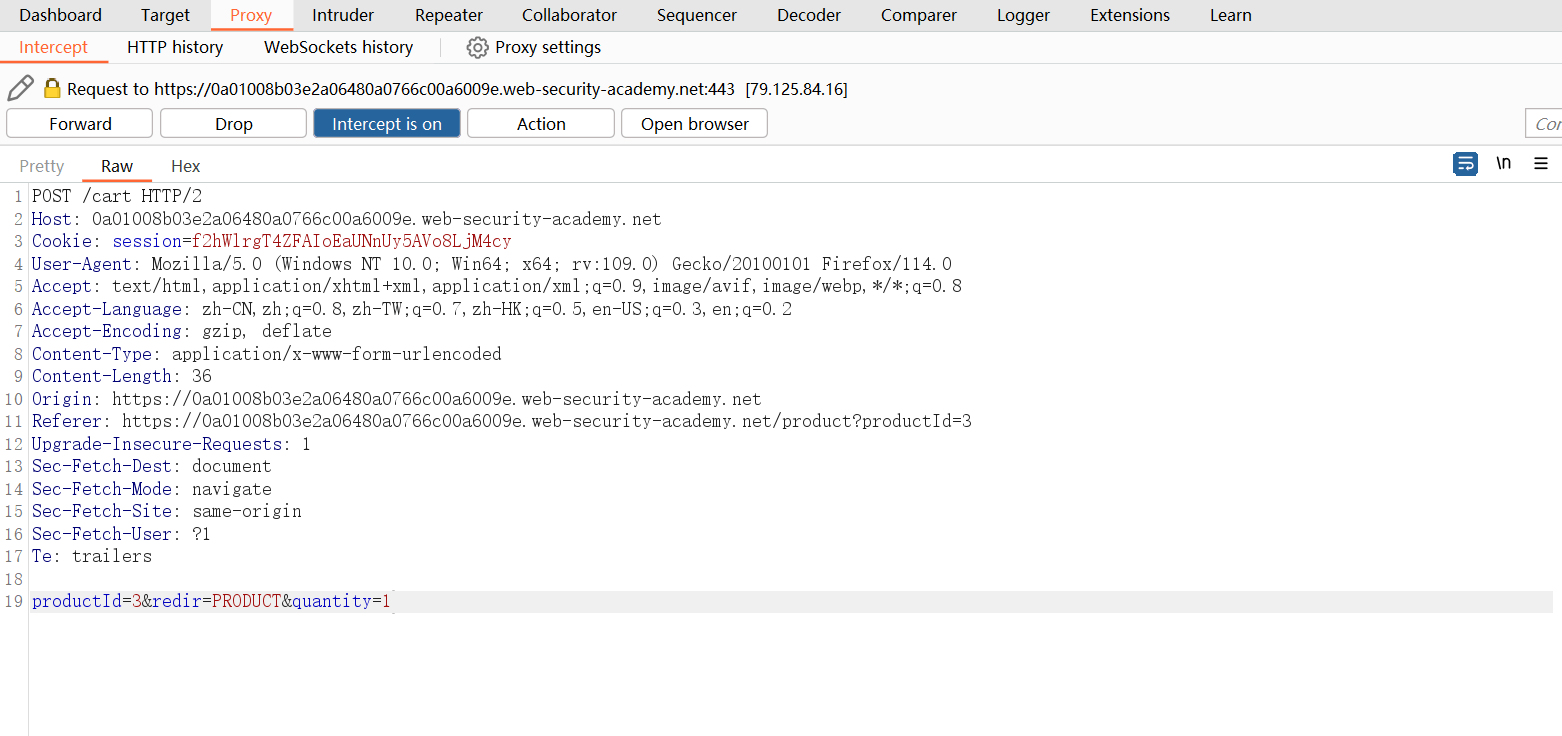 Dashboard Target Proxy Intruder Repeater Collaborator Sequencer Decoder Comparer Logger Extensions Learn
Intercept HTTP history WebSockets history Proxy settings
Request to https://0a01008b03e2a06480a0766c00a6009e.web-security-academy.net:443 [79.125.84.16]
Forward Drop Intercept is on Action Open browser
Pretty Raw Hex \n
1 POST /cart HTTP/2
2 Host: 0a01008b03e2a06480a0766c00a6009e.web-security-academy.net
3 Cookie: session=f2hWlrgT4ZFAIoEaUNnUy5AVo8LjM4cy
4 User-Agent: Mozilla/5.0 (Windows NT 10.0; Win64; x64; rv:109.0) Gecko/20100101 Firefox/114.0
5 Accept: text/html,application/xhtml+xml,application/xml;q=0.9,image/avif,image/webp,*/*;q=0.8
6 Accept-Language: zh-CN,zh;q=0.8,zh-TW;q=0.7,zh-HK;q=0.5,en-US;q=0.3,en;q=0.2
7 Accept-Encoding: gzip, deflate
8 Content-Type: application/x-www-form-urlencoded
9 Content-Length: 36
10 Origin: https://0a01008b03e2a06480a0766c00a6009e.web-security-academy.net
11 Referer: https://0a01008b03e2a06480a0766c00a6009e.web-security-academy.net/product?productId=3
12 Upgrade-Insecure-Requests: 1
13 Sec-Fetch-Dest: document
14 Sec-Fetch-Mode: navigate
15 Sec-Fetch-Site: same-origin
16 Sec-Fetch-User: ?1
17 Te: trailers
18
19 productId=3&redir=PRODUCT&quantity=1